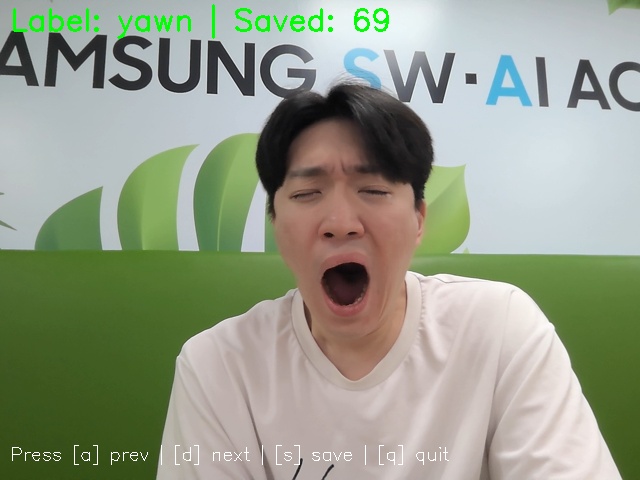 Label: yawn | Saved: 69
AMSUNG SW·AI AC
Press [a] prev | [d] next | [s] save | [q] quit